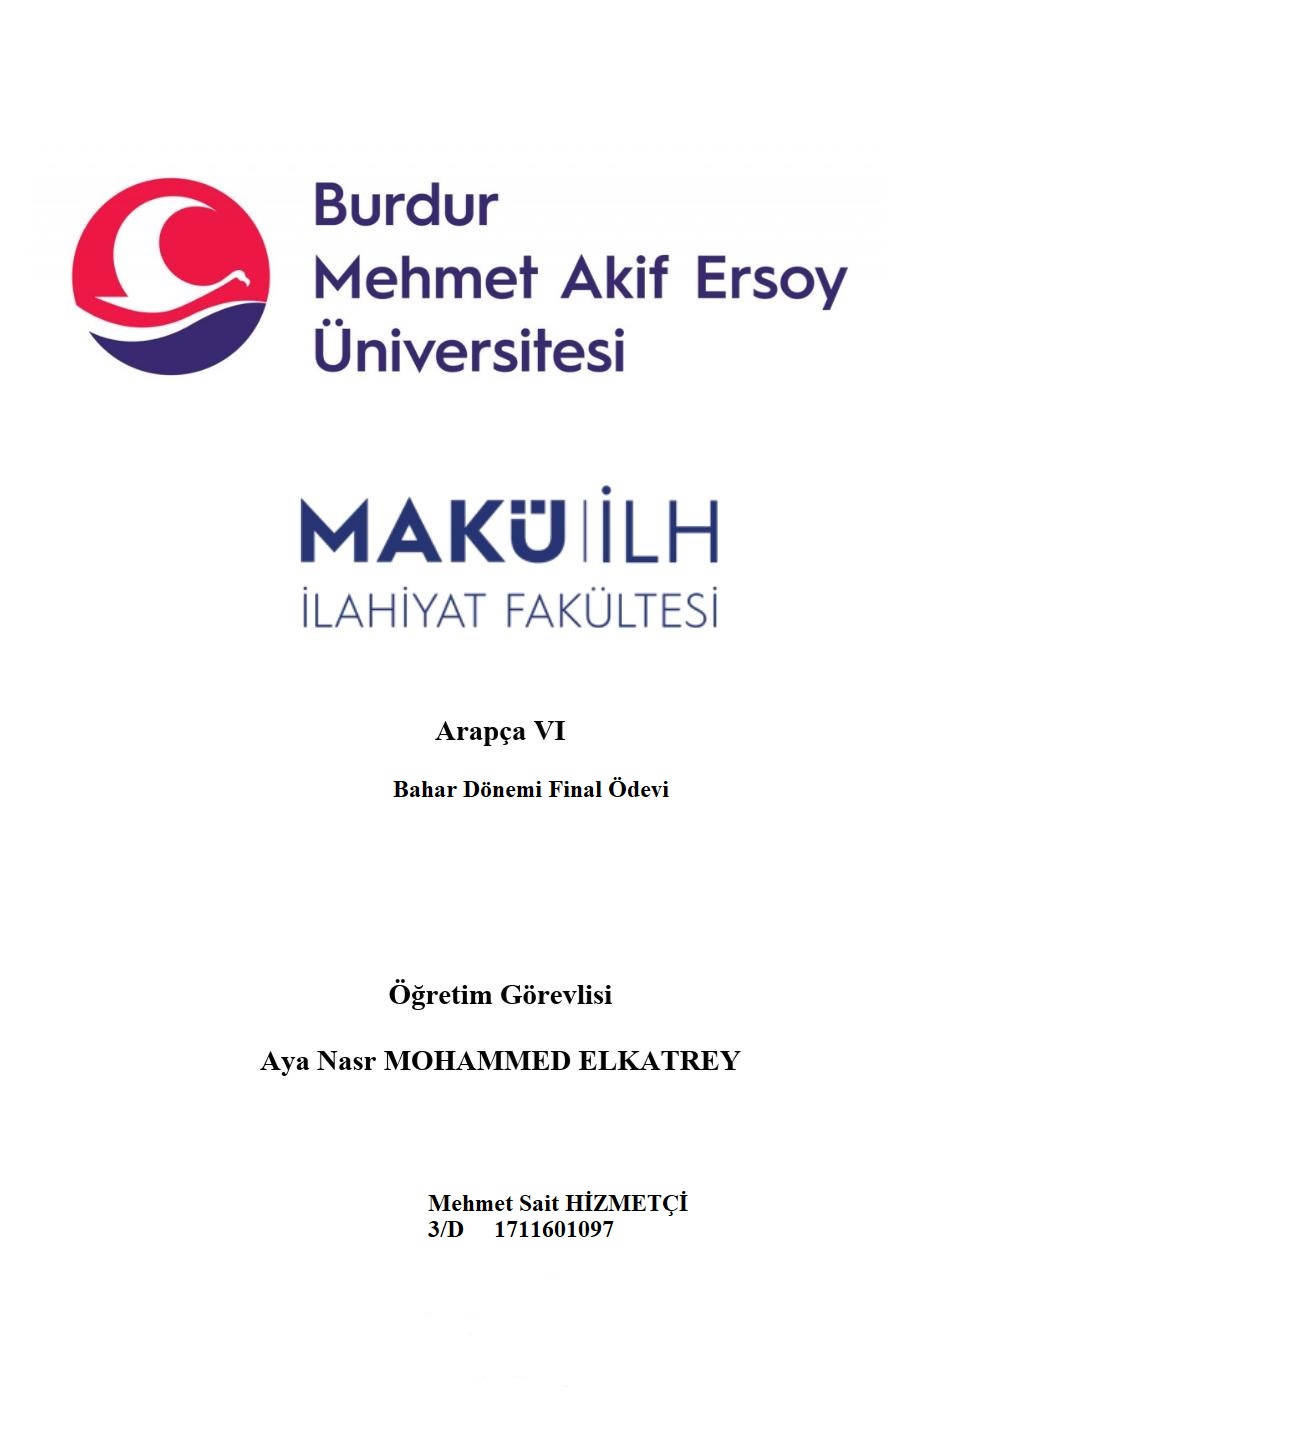 Burdur
Mehmet Akif Ersoy
Üniversitesi
MAKÜ|İLH
İLAHİYAT FAKÜLTESİ
Arapça VI
Bahar Dönemi Final Ödevi
Öğretim Görevlisi
Aya Nasr MOHAMMED ELKATREY
Mehmet Sait HİZMETÇİ
3/D 1711601097